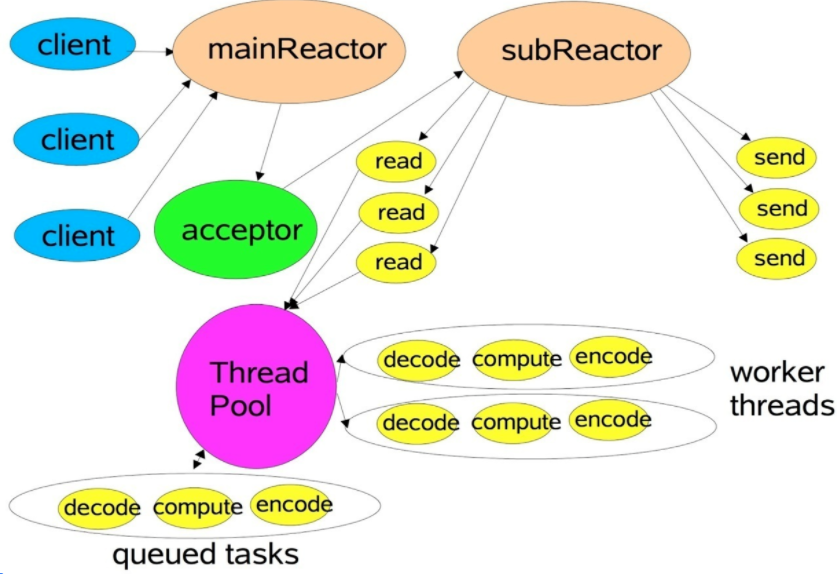 client
mainReactor
subReactor
client
read
send
client
acceptor
read
send
read
send
Thread
Pool
decode compute encode
worker
threads
decode compute encode
decode compute encode
queued tasks